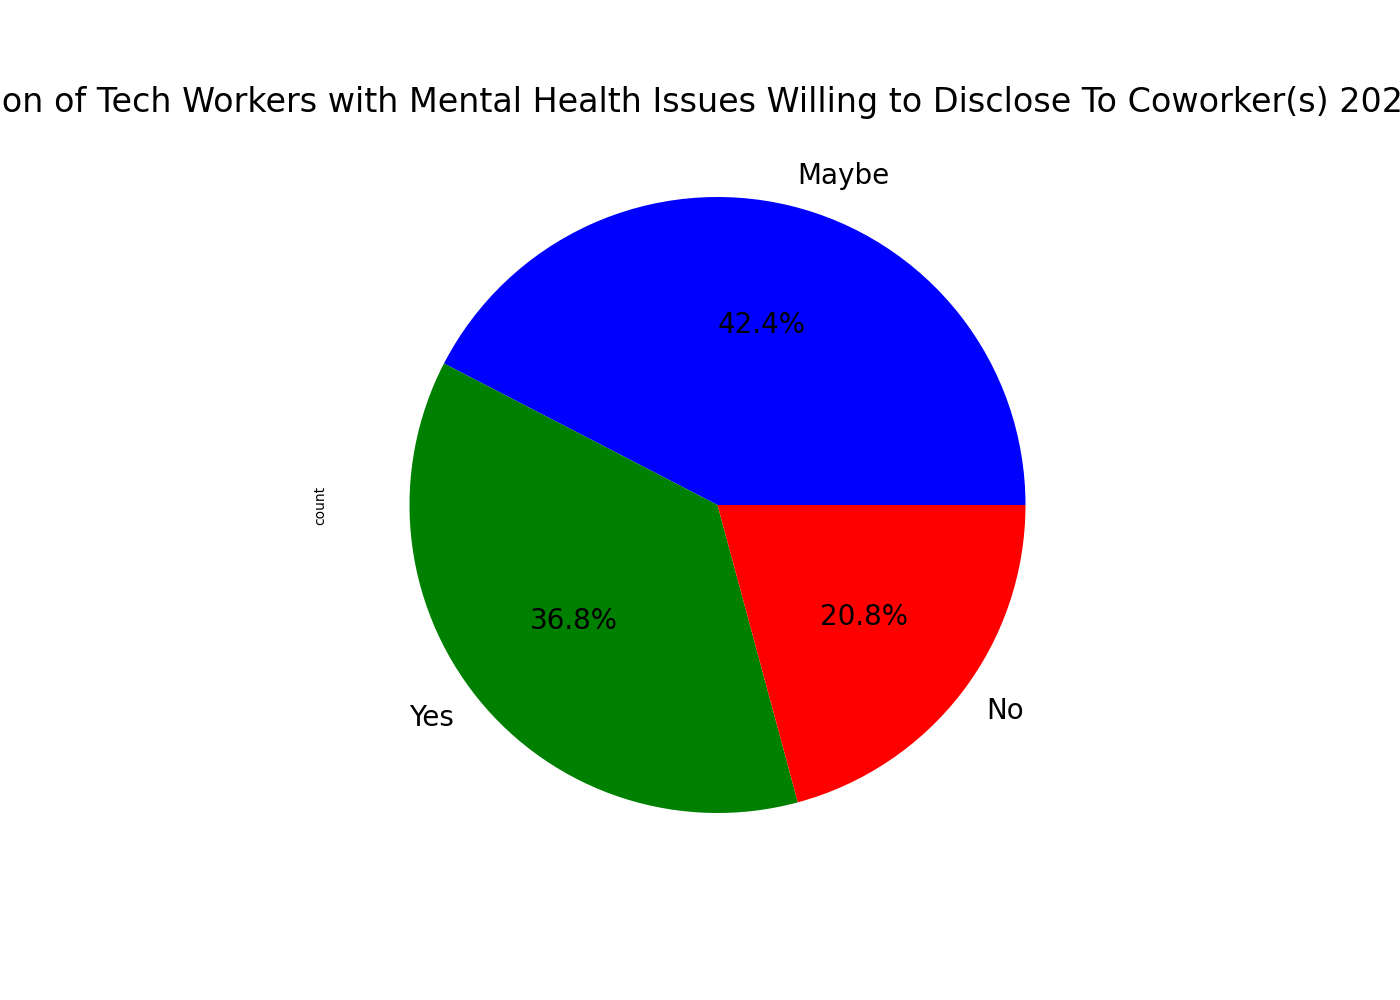 on of Tech Workers with Mental Health Issues Willing to Disclose To Coworker(s) 202
Maybe
42.4%
count
36.8%
20.8%
Yes
No